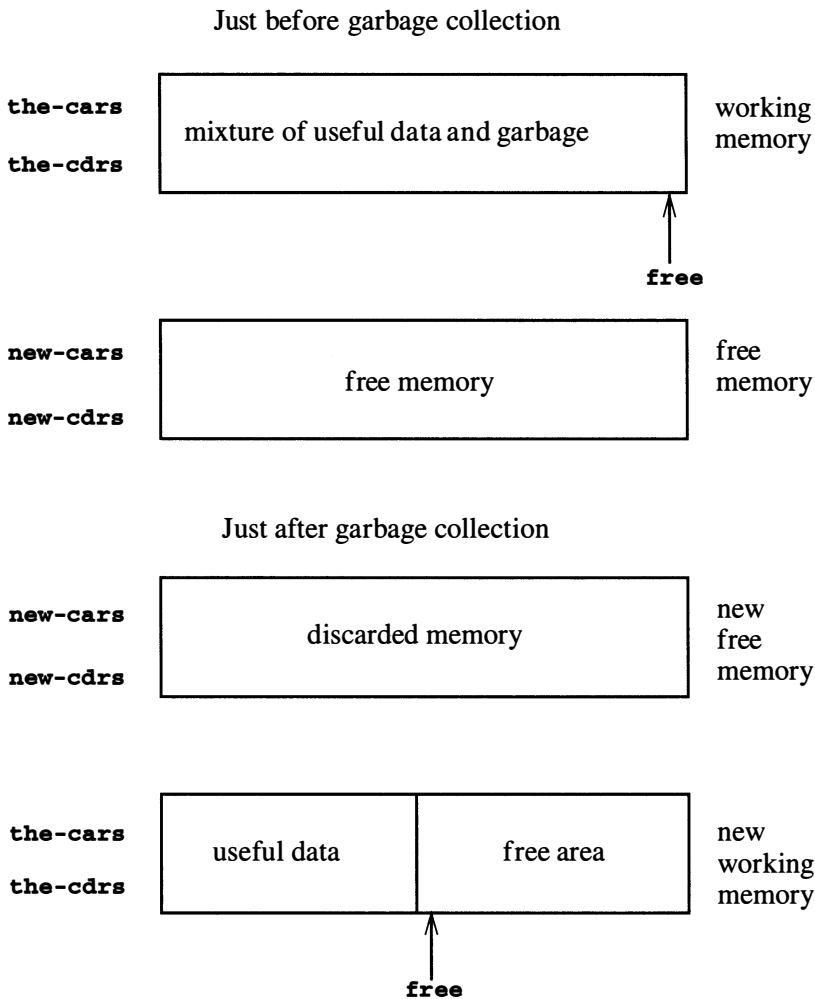 Just before garbage collection
the-cars
mixture of useful data and garbage
working
memory
the-cdrs
free
new-cars
free
memory
free memory
new-cdrs
Just after garbage collection
new-cars
new
free
memory
discarded memory
new-cdrs
the-cars
new
working
memory
useful data
free area
the-cdrs
free